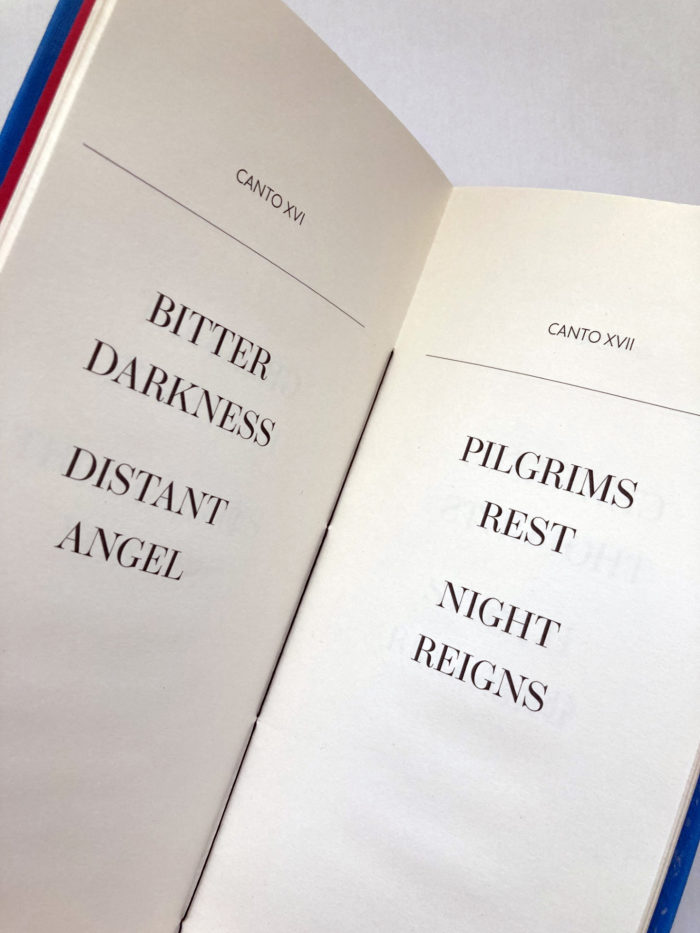 CANTO XVI
BITTER
DARKNESS
DISTANT
ANGEL
CANTO XVII
PILGRIMS
REST
NIGHT
REIGNS